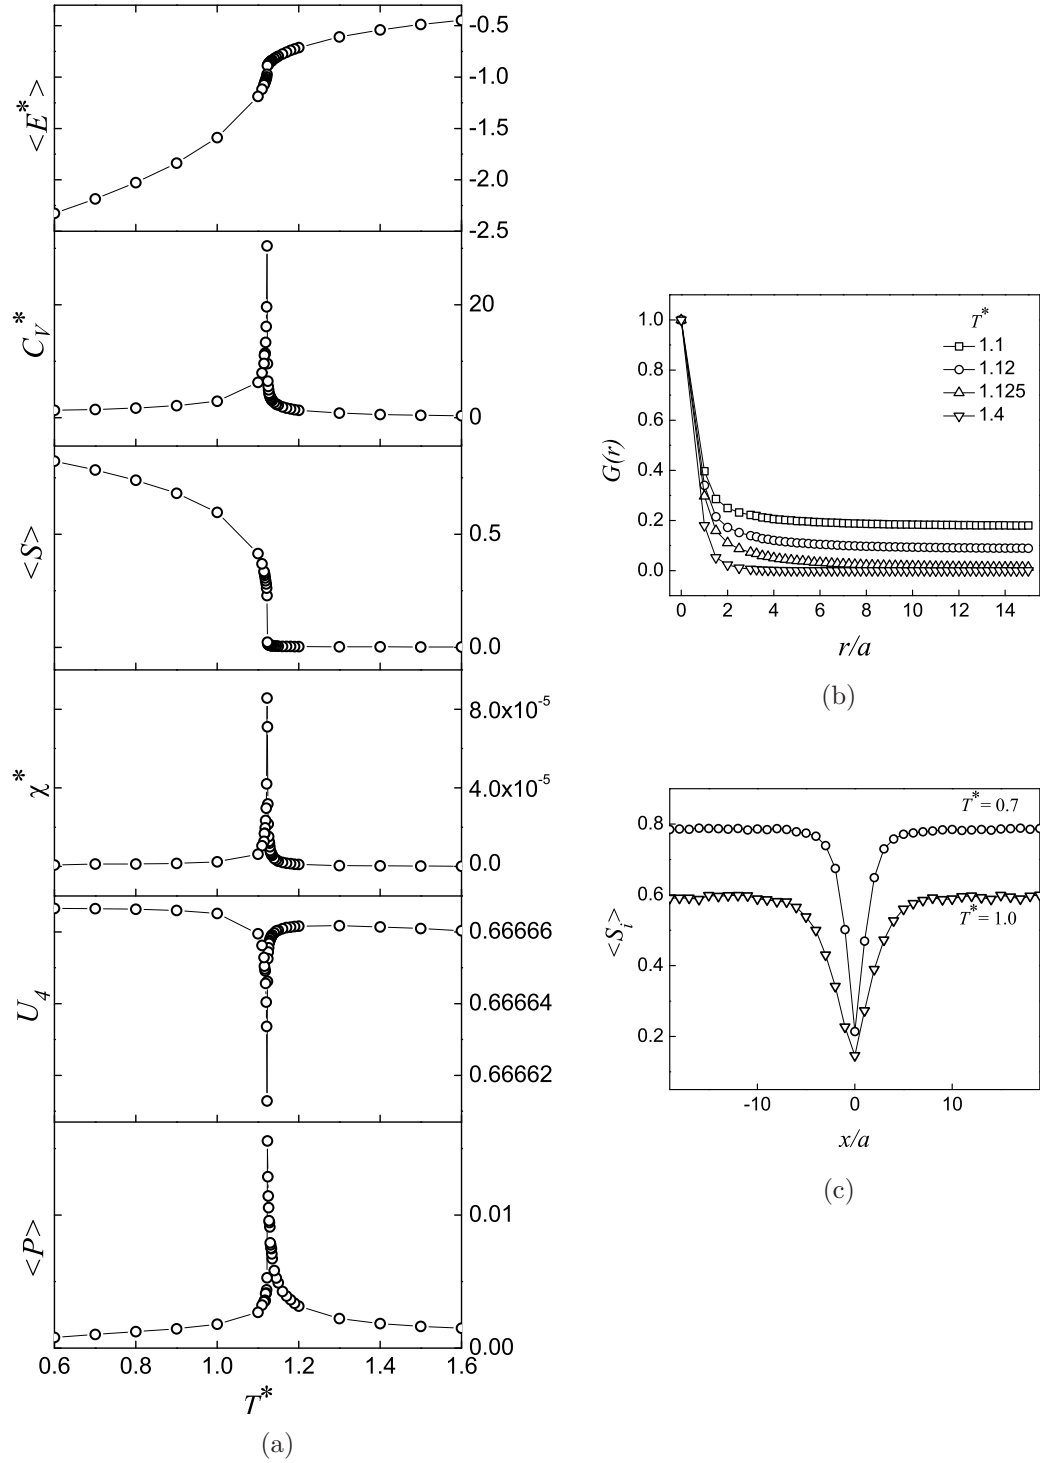 <E*>
-0.5
-1.0
-1.5
-2.0
-2.5
C_V*
20
0
<S>
0.5
0.0
χ*
8.0x10⁻⁵
4.0x10⁻⁵
0.0
U₄
0.66666
0.66664
0.66662
<P>
0.01
0.00
0.6 0.8 1.0 1.2 1.4 1.6
T*
(a)
G(r)
1.0
0.8
0.6
0.4
0.2
0.0
T*
1.1
1.12
1.125
1.4
0 2 4 6 8 10 12 14
r/a
(b)
<S_i>
0.8
0.6
0.4
0.2
T*= 0.7
T*= 1.0
-10 0 10
x/a
(c)